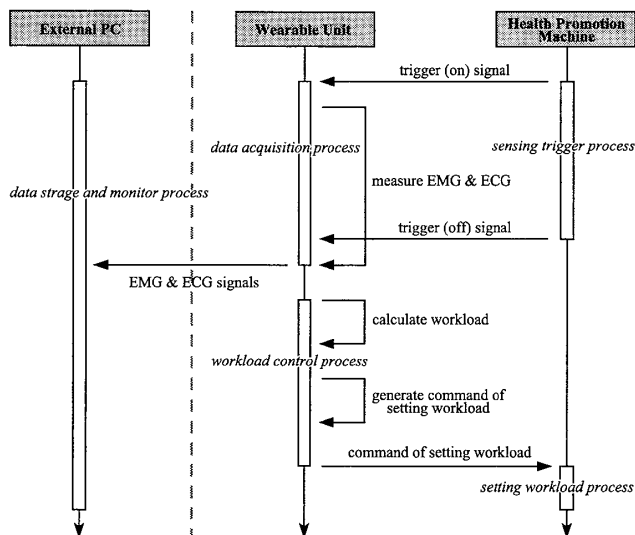 External PC
Wearable Unit
Health Promotion
Machine
trigger (on) signal
data acquisition process
sensing trigger process
measure EMG & ECG
data strage and monitor process
trigger (off) signal
EMG & ECG signals
calculate workload
workload control process
generate command of
setting workload
command of setting workload
setting workload process